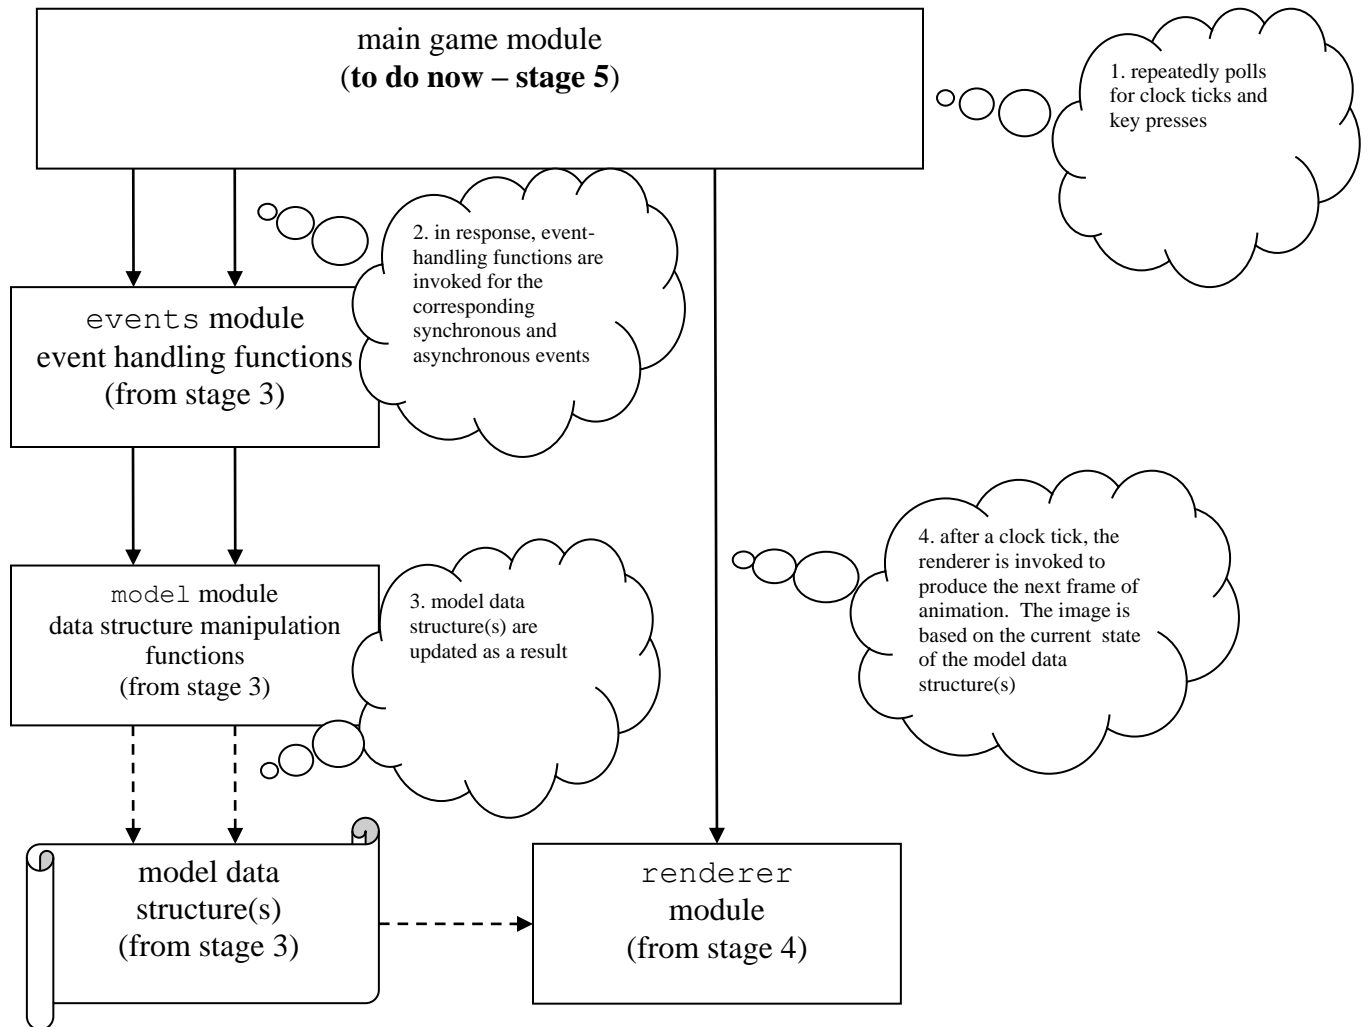 main game module
(to do now – stage 5)
1. repeatedly polls
for clock ticks and
key presses
2. in response, event-
handling functions are
invoked for the
corresponding
synchronous and
asynchronous events
events module
event handling functions
(from stage 3)
model module
data structure manipulation
functions
(from stage 3)
3. model data
structure(s) are
updated as a result
4. after a clock tick, the
renderer is invoked to
produce the next frame of
animation. The image is
based on the current state
of the model data
structure(s)
model data
structure(s)
(from stage 3)
renderer
module
(from stage 4)